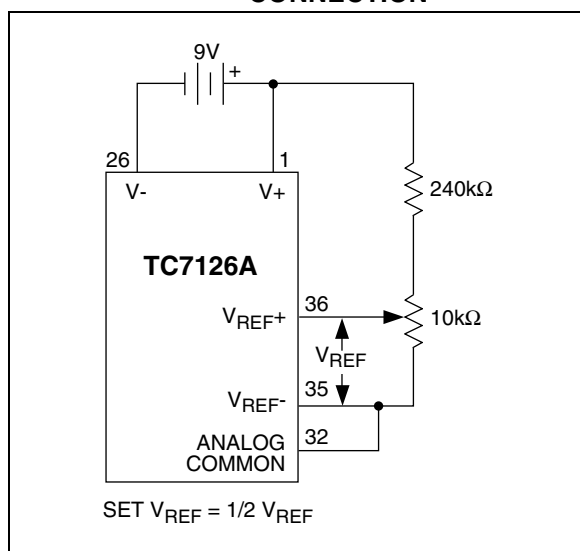 CONNECTION
9V
+
26
1
V-
V+
240kΩ
TC7126A
36
VREF+
10kΩ
VREF
35
VREF-
32
ANALOG
COMMON
SET VREF = 1/2 VREF